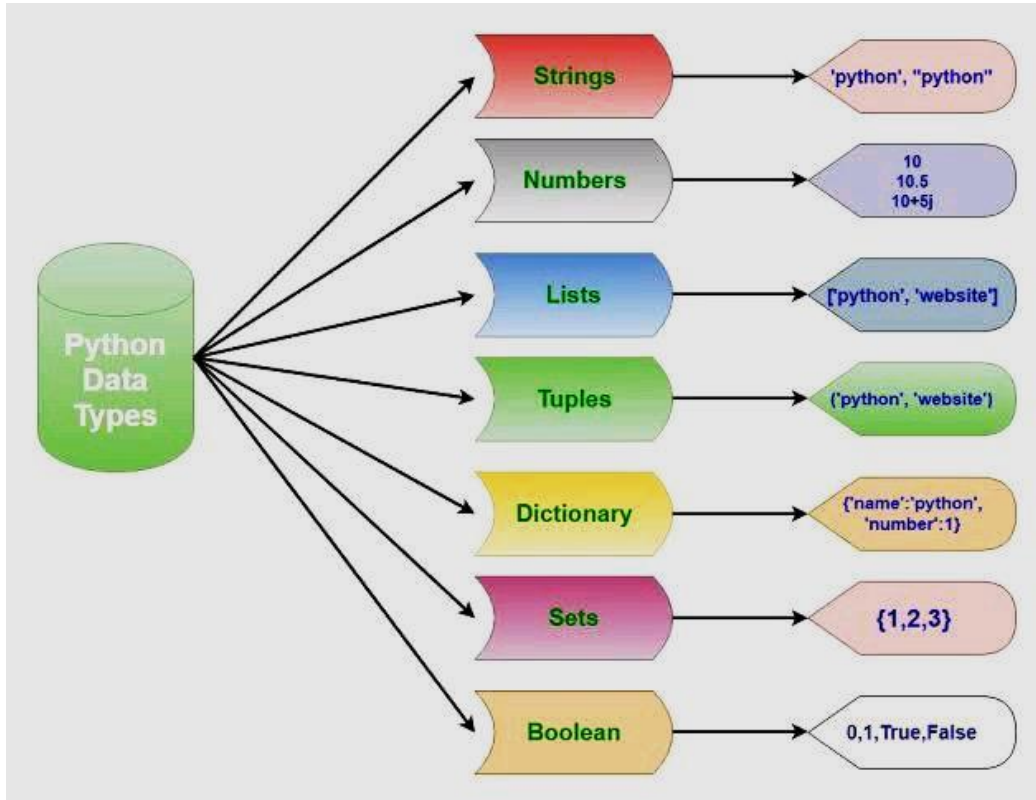 Python
Data
Types
Strings
'python', "python"
Numbers
10
10.5
10+5j
Lists
['python', 'website']
Tuples
('python', 'website')
Dictionary
{'name':'python',
'number':1}
Sets
{1,2,3}
Boolean
0,1,True,False